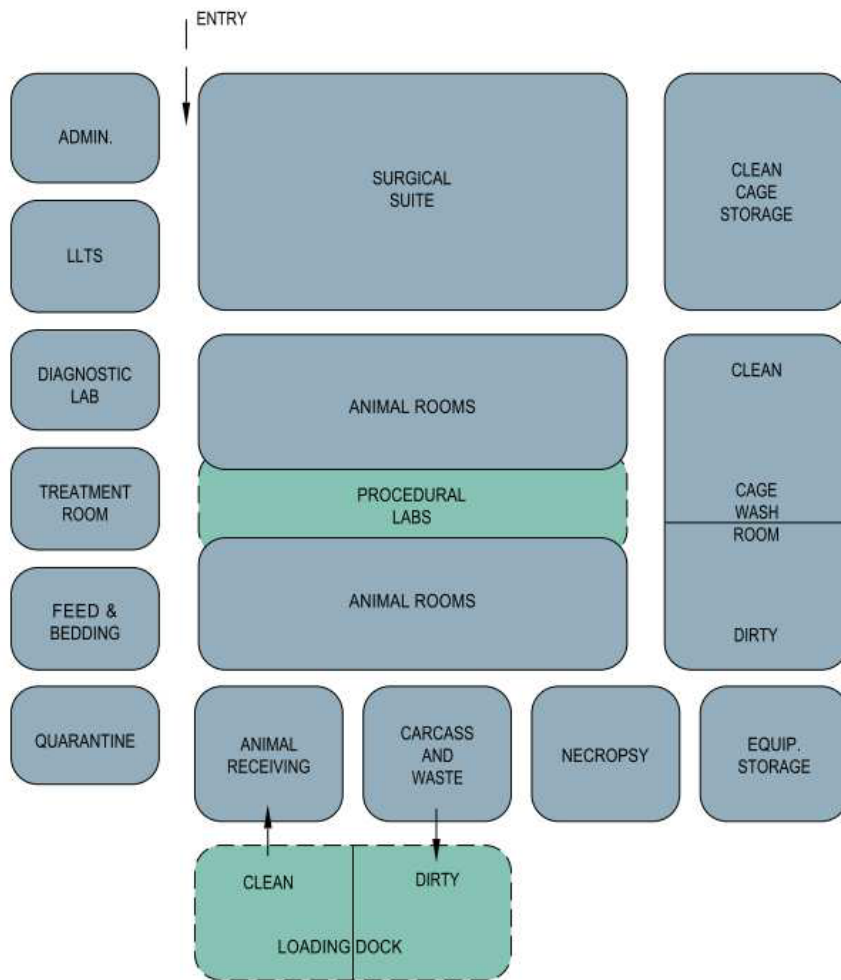 ENTRY
ADMIN.
SURGICAL
SUITE
CLEAN
CAGE
STORAGE
LLTS
DIAGNOSTIC
LAB
ANIMAL ROOMS
CLEAN
TREATMENT
ROOM
PROCEDURAL
LABS
CAGE
WASH
ROOM
FEED &
BEDDING
ANIMAL ROOMS
DIRTY
QUARANTINE
ANIMAL
RECEIVING
CARCASS
AND
WASTE
NECROPSY
EQUIP.
STORAGE
CLEAN
DIRTY
LOADING DOCK